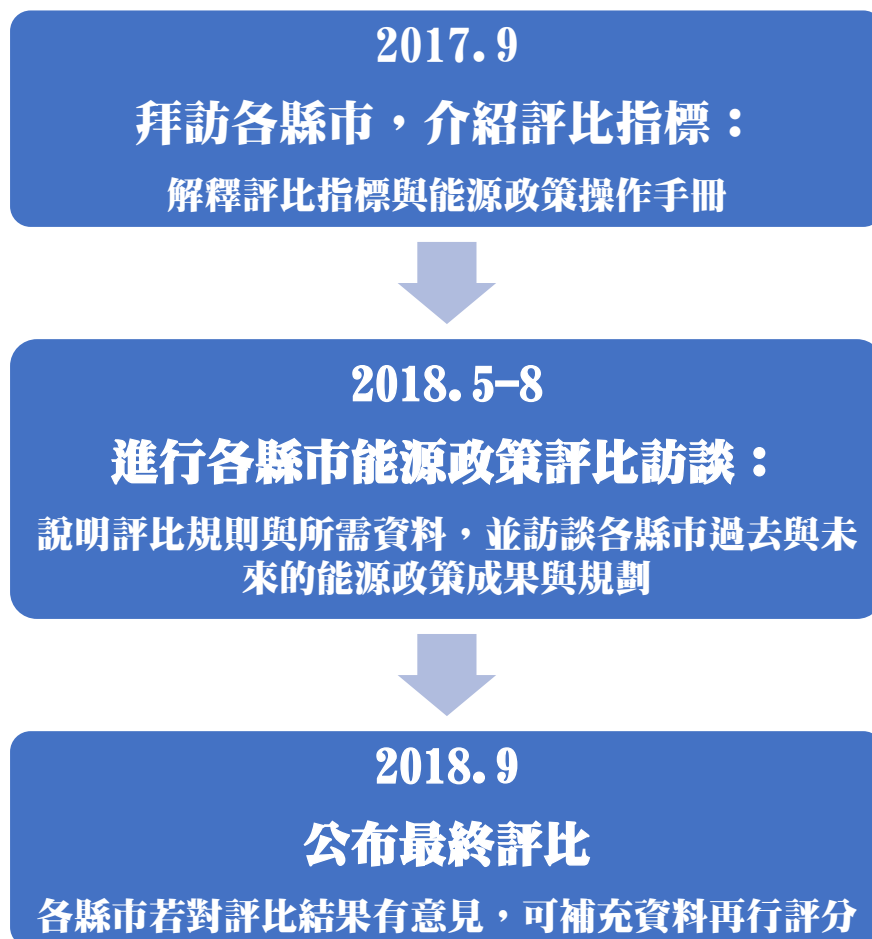 2017.9
拜訪各縣市，介紹評比指標：
解釋評比指標與能源政策操作手冊
2018.5-8
進行各縣市能源政策評比訪談：
說明評比規則與所需資料，並訪談各縣市過去與未
來的能源政策成果與規劃
2018.9
公布最終評比
各縣市若對評比結果有意見，可補充資料再行評分